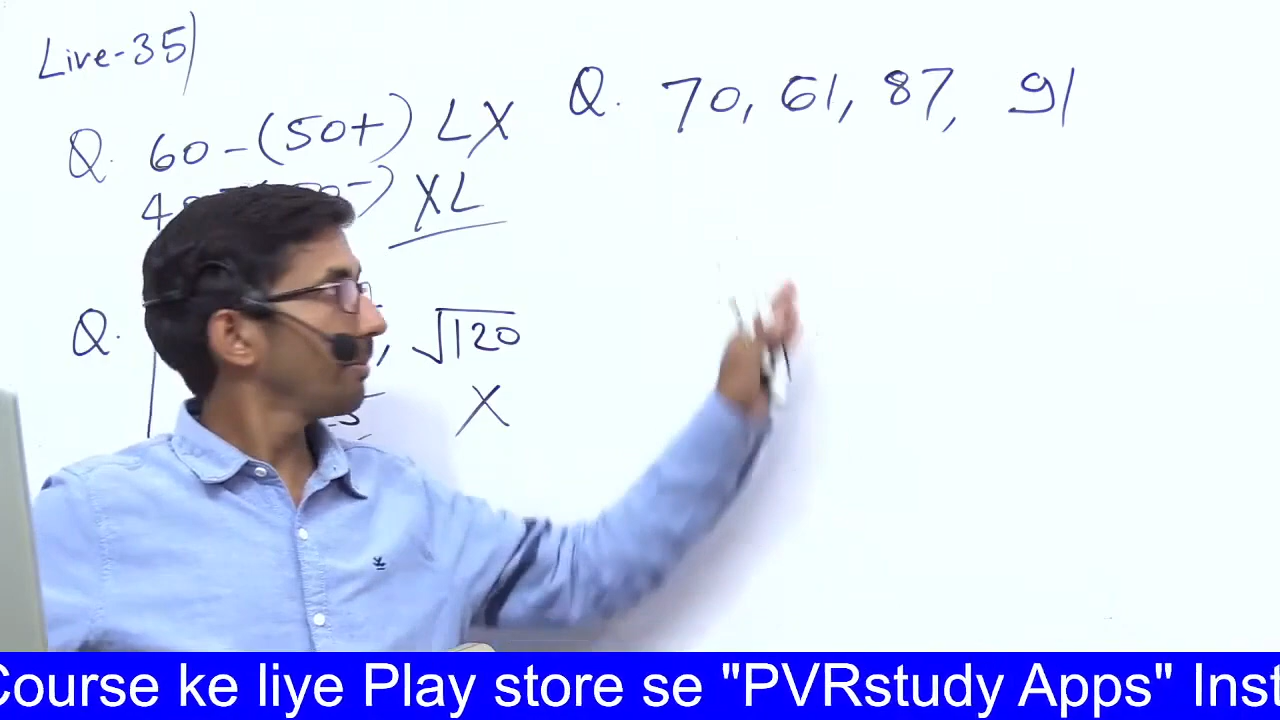 Live-35)
Q. 60-(50+) LX
XL
Q. √120
X
Q. 70, 61, 87, 91
Course ke liye Play store se "PVRstudy Apps" Inst